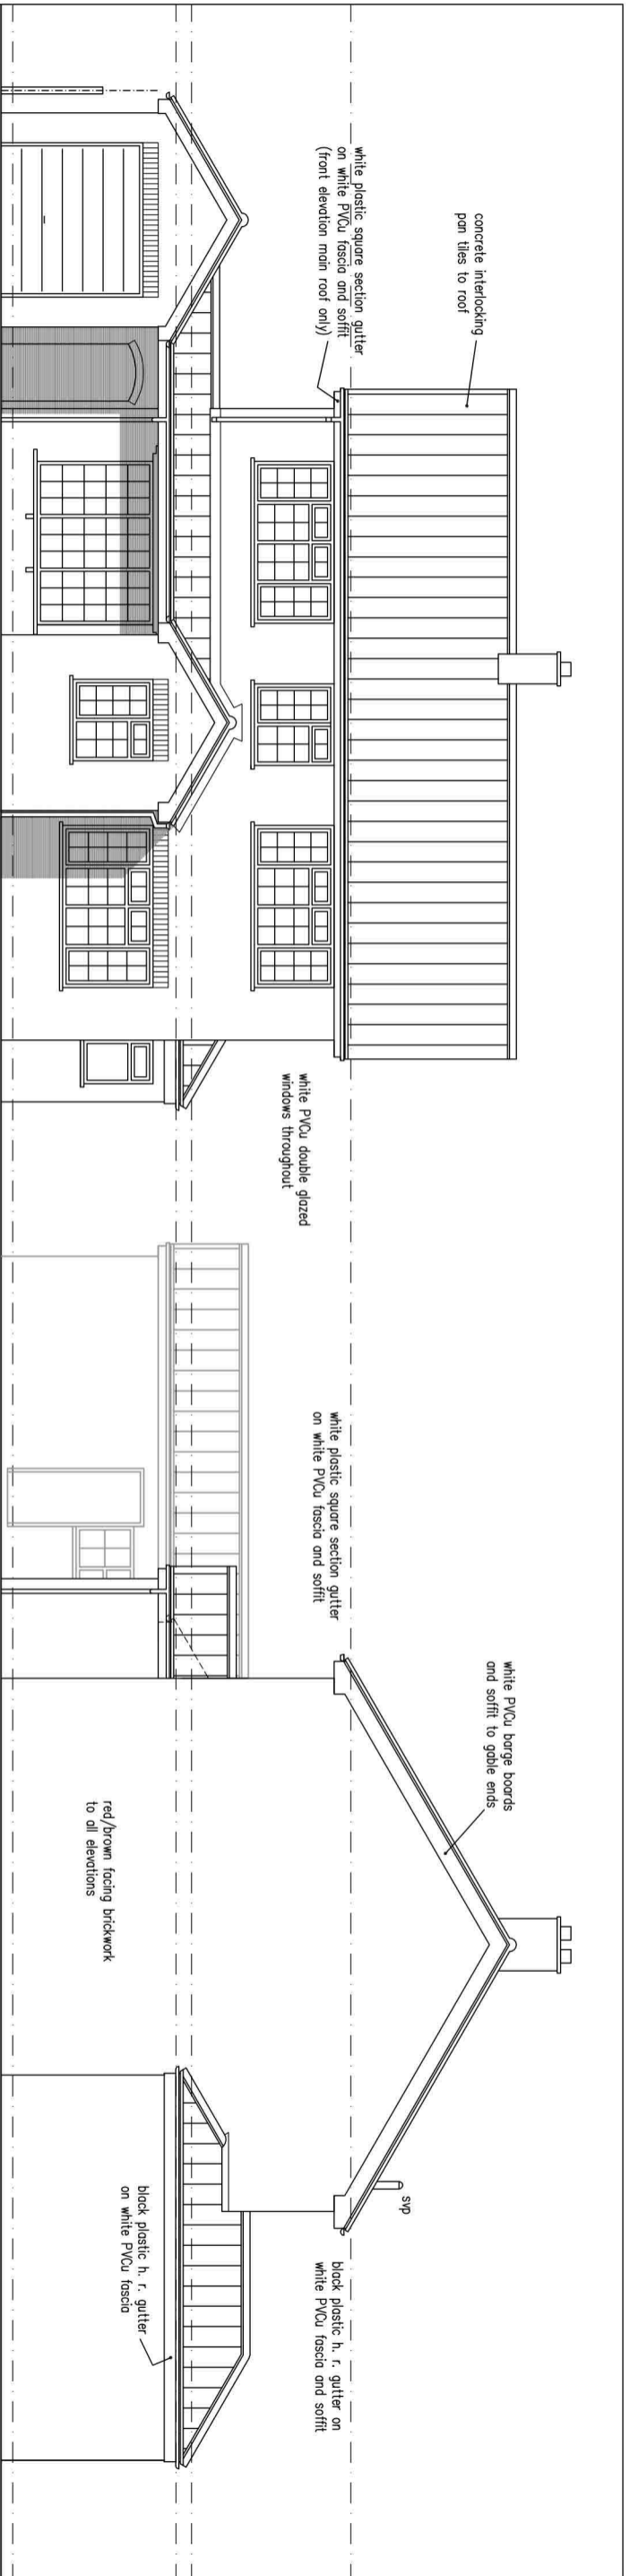 concrete interlocking
pan tiles to roof
white plastic square section gutter
on white PVCu fascia and soffit
(front elevation main roof only)
white PVCu double glazed
windows throughout
white plastic square section gutter
on white PVCu fascia and soffit
white PVCu barge boards
and soffit to gable ends
red/brown facing brickwork
to all elevations
svp
black plastic h. r. gutter on
white PVCu fascia and soffit
black plastic h. r. gutter
on white PVCu fascia